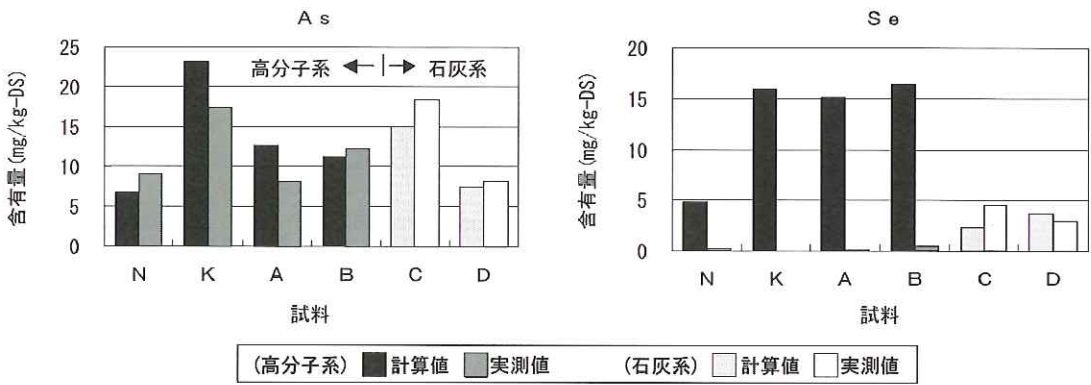 As
含有量(mg/kg-DS)
25
20
15
10
5
0
高分子系 ←|→ 石灰系
N K A B C D
試料
Se
含有量(mg/kg-DS)
20
15
10
5
0
N K A B C D
試料
(高分子系) 計算値 実測値 (石灰系) 計算値 実測値